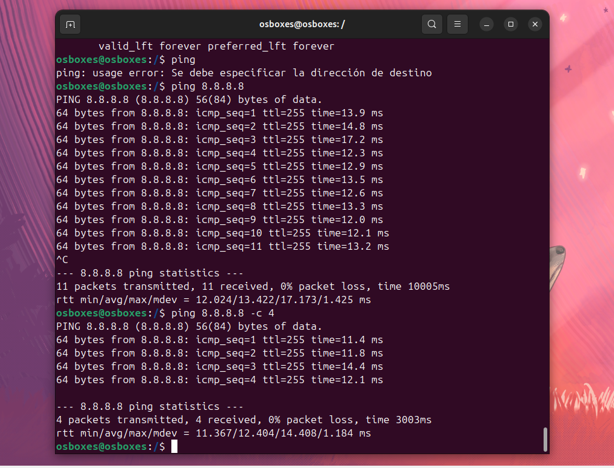 osboxes@osboxes: /
valid_lft forever preferred_lft forever
osboxes@osboxes:/$ ping
ping: usage error: Se debe especificar la dirección de destino
osboxes@osboxes:/$ ping 8.8.8.8
PING 8.8.8.8 (8.8.8.8) 56(84) bytes of data.
64 bytes from 8.8.8.8: icmp_seq=1 ttl=255 time=13.9 ms
64 bytes from 8.8.8.8: icmp_seq=2 ttl=255 time=14.8 ms
64 bytes from 8.8.8.8: icmp_seq=3 ttl=255 time=17.2 ms
64 bytes from 8.8.8.8: icmp_seq=4 ttl=255 time=12.3 ms
64 bytes from 8.8.8.8: icmp_seq=5 ttl=255 time=12.9 ms
64 bytes from 8.8.8.8: icmp_seq=6 ttl=255 time=13.5 ms
64 bytes from 8.8.8.8: icmp_seq=7 ttl=255 time=12.6 ms
64 bytes from 8.8.8.8: icmp_seq=8 ttl=255 time=13.3 ms
64 bytes from 8.8.8.8: icmp_seq=9 ttl=255 time=12.0 ms
64 bytes from 8.8.8.8: icmp_seq=10 ttl=255 time=12.1 ms
64 bytes from 8.8.8.8: icmp_seq=11 ttl=255 time=13.2 ms
^C
--- 8.8.8.8 ping statistics ---
11 packets transmitted, 11 received, 0% packet loss, time 10005ms
rtt min/avg/max/mdev = 12.024/13.422/17.173/1.425 ms
osboxes@osboxes:/$ ping 8.8.8.8 -c 4
PING 8.8.8.8 (8.8.8.8) 56(84) bytes of data.
64 bytes from 8.8.8.8: icmp_seq=1 ttl=255 time=11.4 ms
64 bytes from 8.8.8.8: icmp_seq=2 ttl=255 time=11.8 ms
64 bytes from 8.8.8.8: icmp_seq=3 ttl=255 time=14.4 ms
64 bytes from 8.8.8.8: icmp_seq=4 ttl=255 time=12.1 ms
--- 8.8.8.8 ping statistics ---
4 packets transmitted, 4 received, 0% packet loss, time 3003ms
rtt min/avg/max/mdev = 11.367/12.404/14.408/1.184 ms
osboxes@osboxes:/$